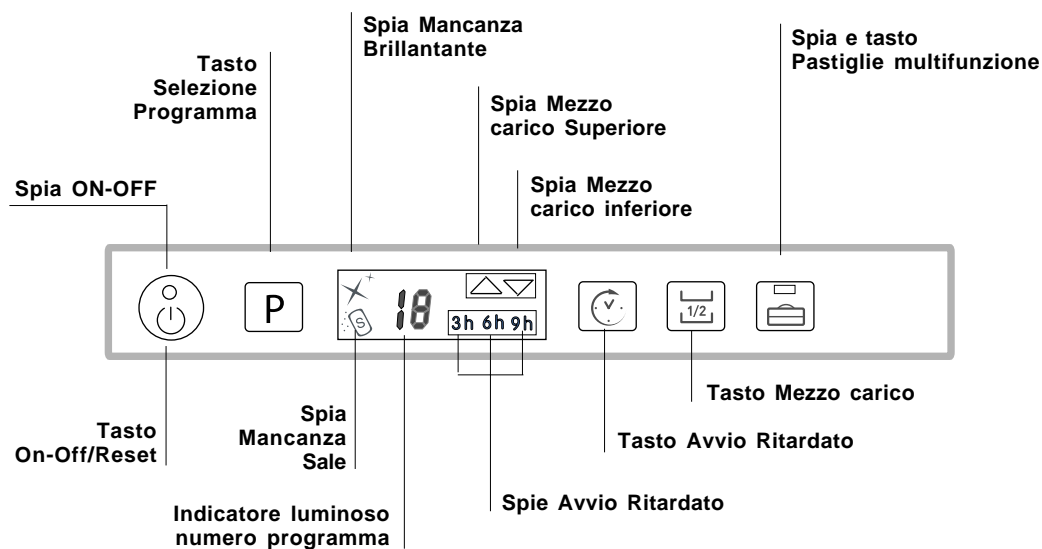 Spia Mancanza
Brillantante
Spia e tasto
Pastiglie multifunzione
Tasto
Selezione
Programma
Spia Mezzo
carico Superiore
Spia ON-OFF
Spia Mezzo
carico inferiore
P
S
18
3h 6h 9h
1/2
Tasto Mezzo carico
Tasto
On-Off/Reset
Spia
Mancanza
Sale
Tasto Avvio Ritardato
Spie Avvio Ritardato
Indicatore luminoso
numero programma